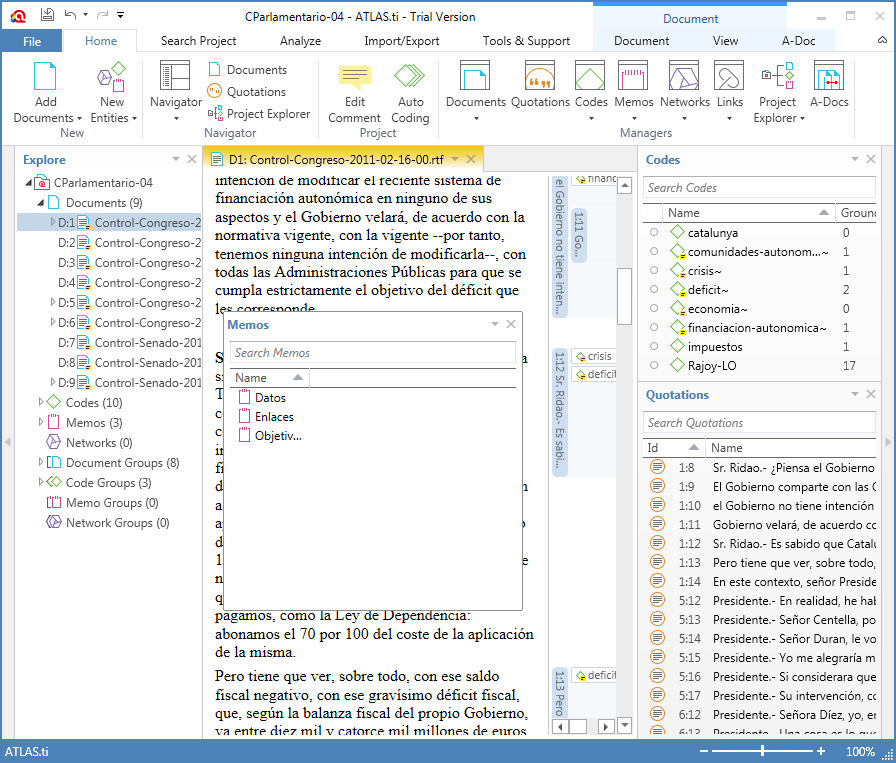 CParlamentario-04 - ATLAS.ti - Trial Version
Document
File
Home
Search Project
Analyze
Import/Export
Tools & Support
Document
View
A-Doc
Add Documents
New Entities
New
Navigator
Documents
Quotations
Project Explorer
Navigator
Edit Comment
Auto Coding
Project
Documents
Quotations
Codes
Memos
Networks
Links
Project Explorer
A-Docs
Managers
Explore
CParlamentario-04
Documents (9)
D:1 Control-Congreso-2
D:2 Control-Congreso-2
D:3 Control-Congreso-2
D:4 Control-Congreso-2
D:5 Control-Congreso-2
D:6 Control-Congreso-2
D:7 Control-Senado-201
D:8 Control-Senado-201
D:9 Control-Senado-201
Codes (10)
Memos (3)
Networks (0)
Document Groups (8)
Code Groups (3)
Memo Groups (0)
Network Groups (0)
D1: Control-Congreso-2011-02-16-00.rtf
intención de modificar el reciente sistema de
financiación autonómica en ninguno de sus
aspectos y el Gobierno velará, de acuerdo con la
normativa vigente, con la vigente --por tanto,
tenemos ninguna intención de modificarla--, con
todas las Administraciones Públicas para que se
cumpla estrictamente el objetivo del déficit que
les corresponde.
Memos
Search Memos
Name
Datos
Enlaces
Objetiv...
pagamos, como la Ley de Dependencia:
abonamos el 70 por 100 del coste de la aplicación
de la misma.
Pero tiene que ver, sobre todo, con ese saldo
fiscal negativo, con ese gravísimo déficit fiscal,
que, según la balanza fiscal del propio Gobierno,
va entre diez mil y catorce mil millones de euros
el Gobierno no tiene inten...
1:11 Go...
financ
1:12 Sr. Ridao.- Es sabi...
crisis
deficit
1:13 Pero
deficit
Codes
Search Codes
Name Ground
catalunya 0
comunidades-autonom...~ 1
crisis~ 1
deficit~ 2
economia~ 0
financiacion-autonomica~ 1
impuestos 1
Rajoy-LO 17
Quotations
Search Quotations
Id Name
1:8 Sr. Ridao.- ¿Piensa el Gobierno
1:9 El Gobierno comparte con las C
1:10 el Gobierno no tiene intención
1:11 Gobierno velará, de acuerdo co
1:12 Sr. Ridao.- Es sabido que Catalu
1:13 Pero tiene que ver, sobre todo,
1:14 En este contexto, señor Preside
5:12 Presidente.- En realidad, he hab
5:13 Presidente.- Señor Centella, po
5:14 Presidente.- Señor Duran, le vo
5:15 Presidente.- Yo me alegraría m
5:16 Presidente.- Si considerara que
5:17 Presidente.- Su intervención, co
6:12 Presidente.- Señora Díez, yo, en
6:13 Presidente.- Una cosa es lo que
ATLAS.ti
100%